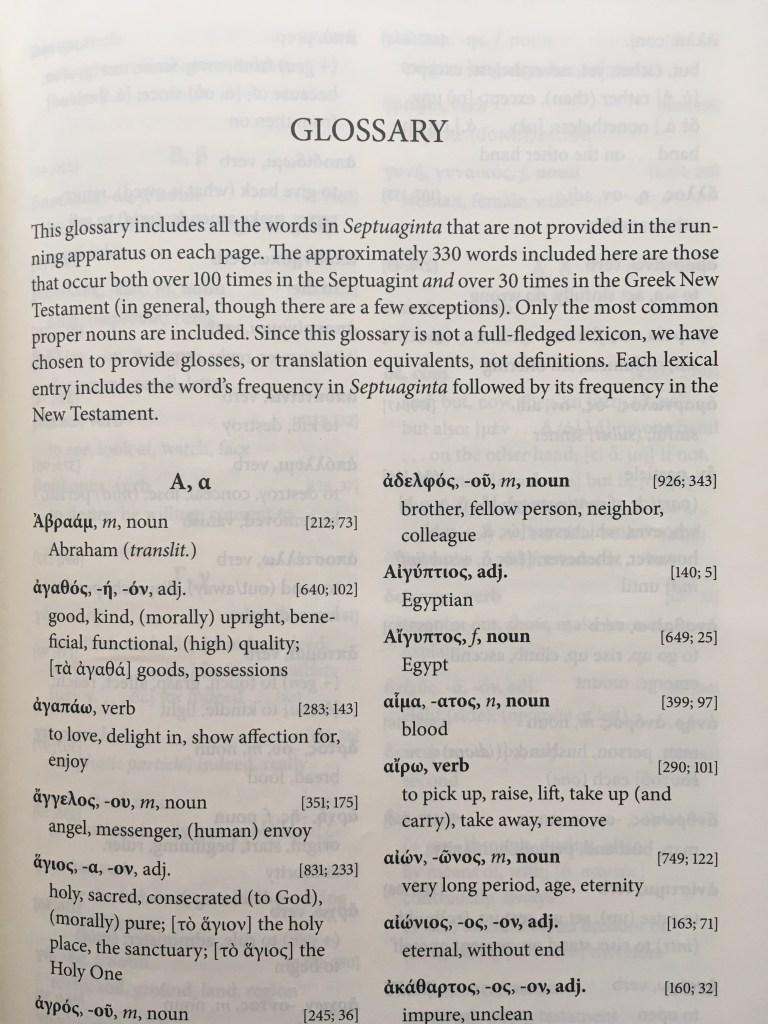 GLOSSARY
This glossary includes all the words in Septuaginta that are not provided in the run-
ning apparatus on each page. The approximately 330 words included here are those
that occur both over 100 times in the Septuagint and over 30 times in the Greek New
Testament (in general, though there are a few exceptions). Only the most common
proper nouns are included. Since this glossary is not a full-fledged lexicon, we have
chosen to provide glosses, or translation equivalents, not definitions. Each lexical
entry includes the word's frequency in Septuaginta followed by its frequency in the
New Testament.
Α, α
Ἀβραάμ, m, noun [212; 73]
Abraham (translit.)
ἀγαθός, -ή, -όν, adj. [640; 102]
good, kind, (morally) upright, bene-
ficial, functional, (high) quality;
[τὰ ἀγαθά] goods, possessions
ἀγαπάω, verb [283; 143]
to love, delight in, show affection for,
enjoy
ἄγγελος, -ου, m, noun [351; 175]
angel, messenger, (human) envoy
ἅγιος, -α, -ον, adj. [831; 233]
holy, sacred, consecrated (to God),
(morally) pure; [τὸ ἅγιον] the holy
place, the sanctuary; [τὸ ἅγιος] the
Holy One
ἀγρός, -οῦ, m, noun [245; 36]
ἀδελφός, -οῦ, m, noun [926; 343]
brother, fellow person, neighbor,
colleague
Αἰγύπτιος, adj. [140; 5]
Egyptian
Αἴγυπτος, f, noun [649; 25]
Egypt
αἷμα, -ατος, n, noun [399; 97]
blood
αἴρω, verb [290; 101]
to pick up, raise, lift, take up (and
carry), take away, remove
αἰών, -ῶνος, m, noun [749; 122]
very long period, age, eternity
αἰώνιος, -ος, -ον, adj. [163; 71]
eternal, without end
ἀκάθαρτος, -ος, -ον, adj. [160; 32]
impure, unclean